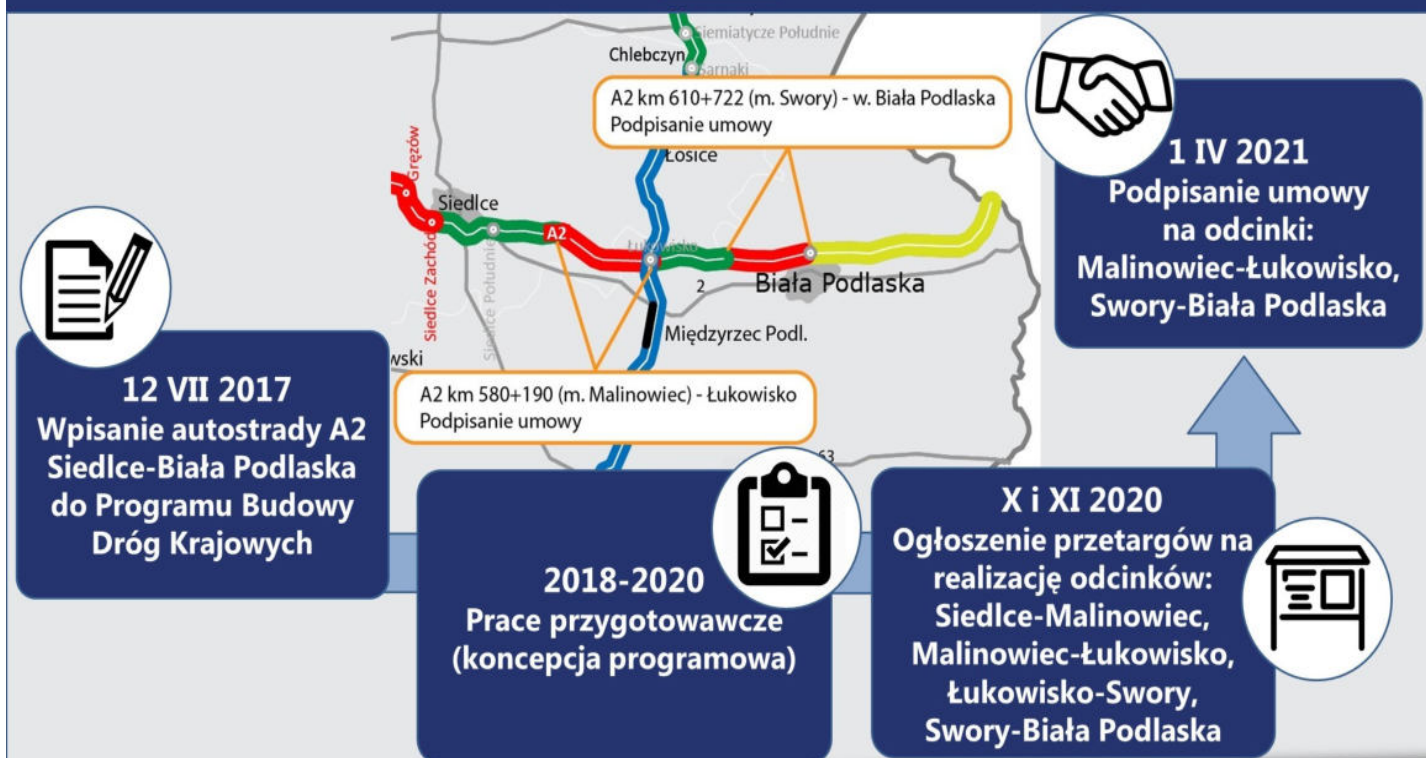 Siemiatycze Południe
Chlebczyn
Sarnaki
A2 km 610+722 (m. Swory) - w. Biała Podlaska
Podpisanie umowy
Łosice
Gręzów
Siedlce
A2
Siedlce Zachód
Siedlce Południe
Łukowisko
2
Biała Podlaska
Międzyrzec Podl.
wski
A2 km 580+190 (m. Malinowiec) - Łukowisko
Podpisanie umowy
63
12 VII 2017
Wpisanie autostrady A2
Siedlce-Biała Podlaska
do Programu Budowy
Dróg Krajowych
2018-2020
Prace przygotowawcze
(koncepcja programowa)
X i XI 2020
Ogłoszenie przetargów na
realizację odcinków:
Siedlce-Malinowiec,
Malinowiec-Łukowisko,
Łukowisko-Swory,
Swory-Biała Podlaska
1 IV 2021
Podpisanie umowy
na odcinki:
Malinowiec-Łukowisko,
Swory-Biała Podlaska